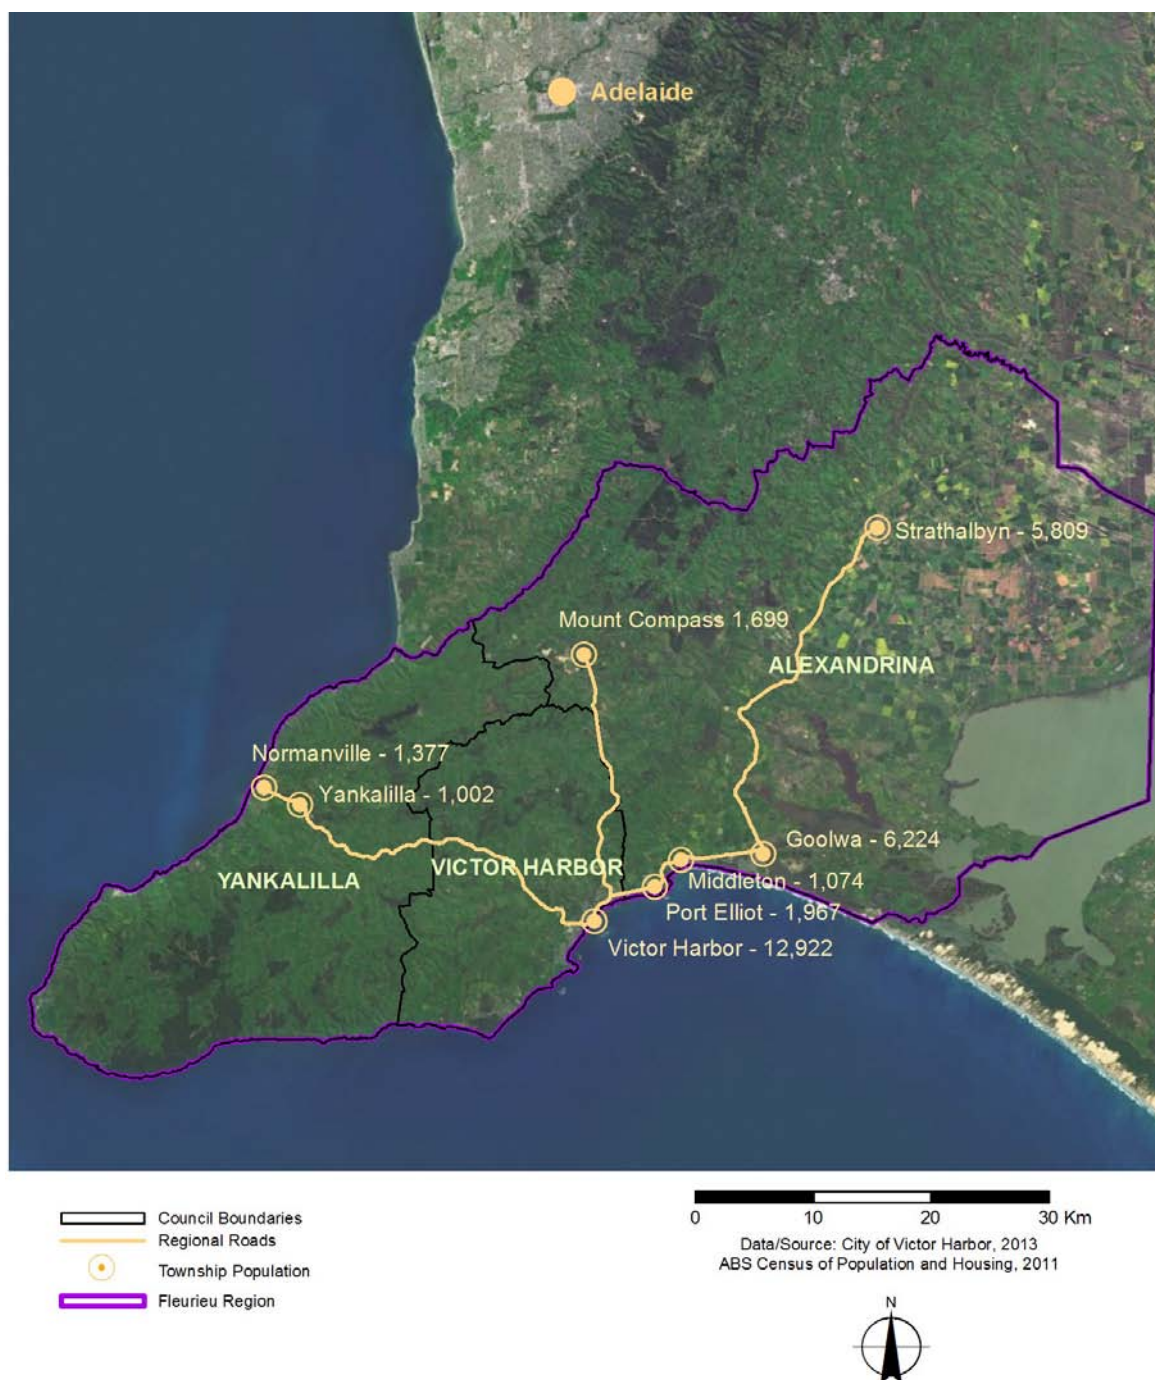 Adelaide
Strathalbyn - 5,809
Mount Compass 1,699
ALEXANDRINA
Normanville - 1,377
Yankalilla - 1,002
Goolwa - 6,224
VICTOR HARBOR
YANKALILLA
Middleton - 1,074
Port Elliot - 1,967
Victor Harbor - 12,922
Council Boundaries
Regional Roads
Township Population
Fleurieu Region
0 10 20 30 Km
Data/Source: City of Victor Harbor, 2013
ABS Census of Population and Housing, 2011
N